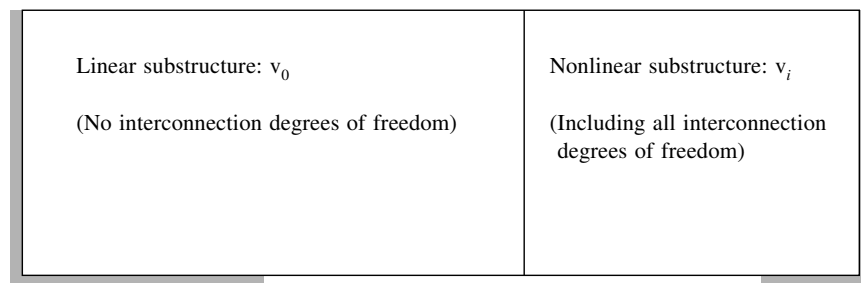 Linear substructure: v₀
(No interconnection degrees of freedom)
Nonlinear substructure: vᵢ
(Including all interconnection
degrees of freedom)